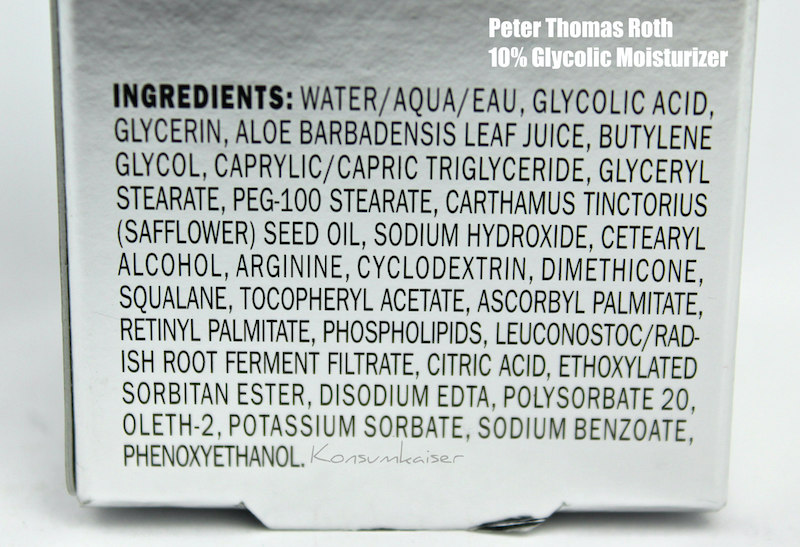 Peter Thomas Roth
10% Glycolic Moisturizer
INGREDIENTS: WATER/AQUA/EAU, GLYCOLIC ACID,
GLYCERIN, ALOE BARBADENSIS LEAF JUICE, BUTYLENE
GLYCOL, CAPRYLIC/CAPRIC TRIGLYCERIDE, GLYCERYL
STEARATE, PEG-100 STEARATE, CARTHAMUS TINCTORIUS
(SAFFLOWER) SEED OIL, SODIUM HYDROXIDE, CETEARYL
ALCOHOL, ARGININE, CYCLODEXTRIN, DIMETHICONE,
SQUALANE, TOCOPHERYL ACETATE, ASCORBYL PALMITATE,
RETINYL PALMITATE, PHOSPHOLIPIDS, LEUCONOSTOC/RAD-
ISH ROOT FERMENT FILTRATE, CITRIC ACID, ETHOXYLATED
SORBITAN ESTER, DISODIUM EDTA, POLYSORBATE 20,
OLETH-2, POTASSIUM SORBATE, SODIUM BENZOATE,
PHENOXYETHANOL. Konsumkaiser